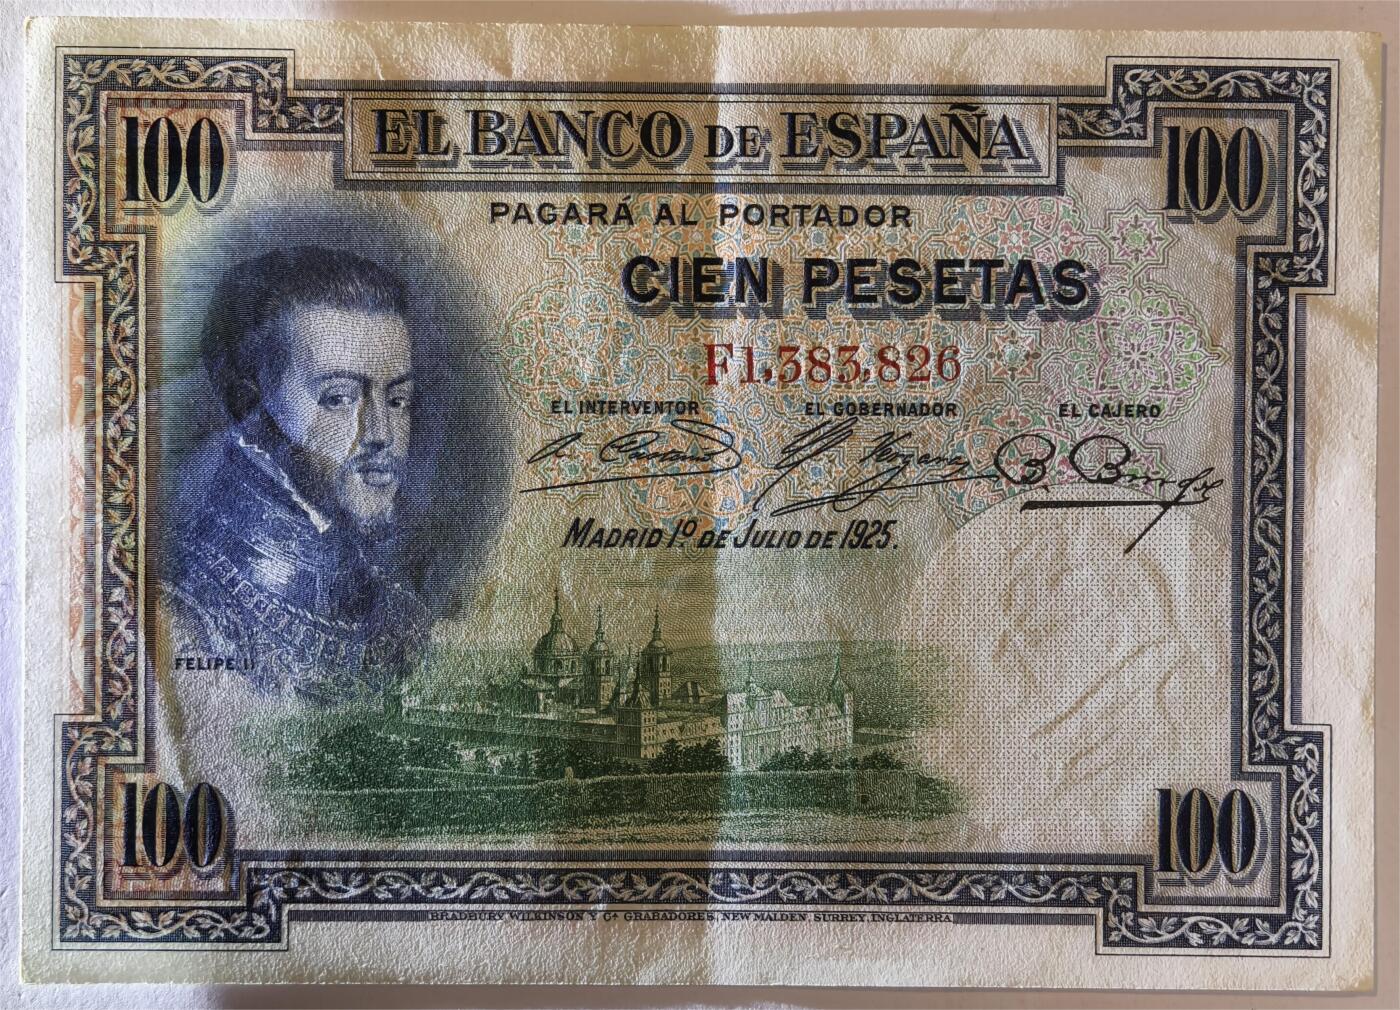 100
EL BANCO DE ESPAÑA
100
PAGARÁ AL PORTADOR
CIEN PESETAS
F1,383,826
EL INTERVENTOR
EL GOBERNADOR
EL CAJERO
MADRID 1º DE JULIO DE 1925.
FELIPE II
100
100
BRADBURY, WILKINSON Y Cª GRABADORES, NEW MALDEN, SURREY, INGLATERRA